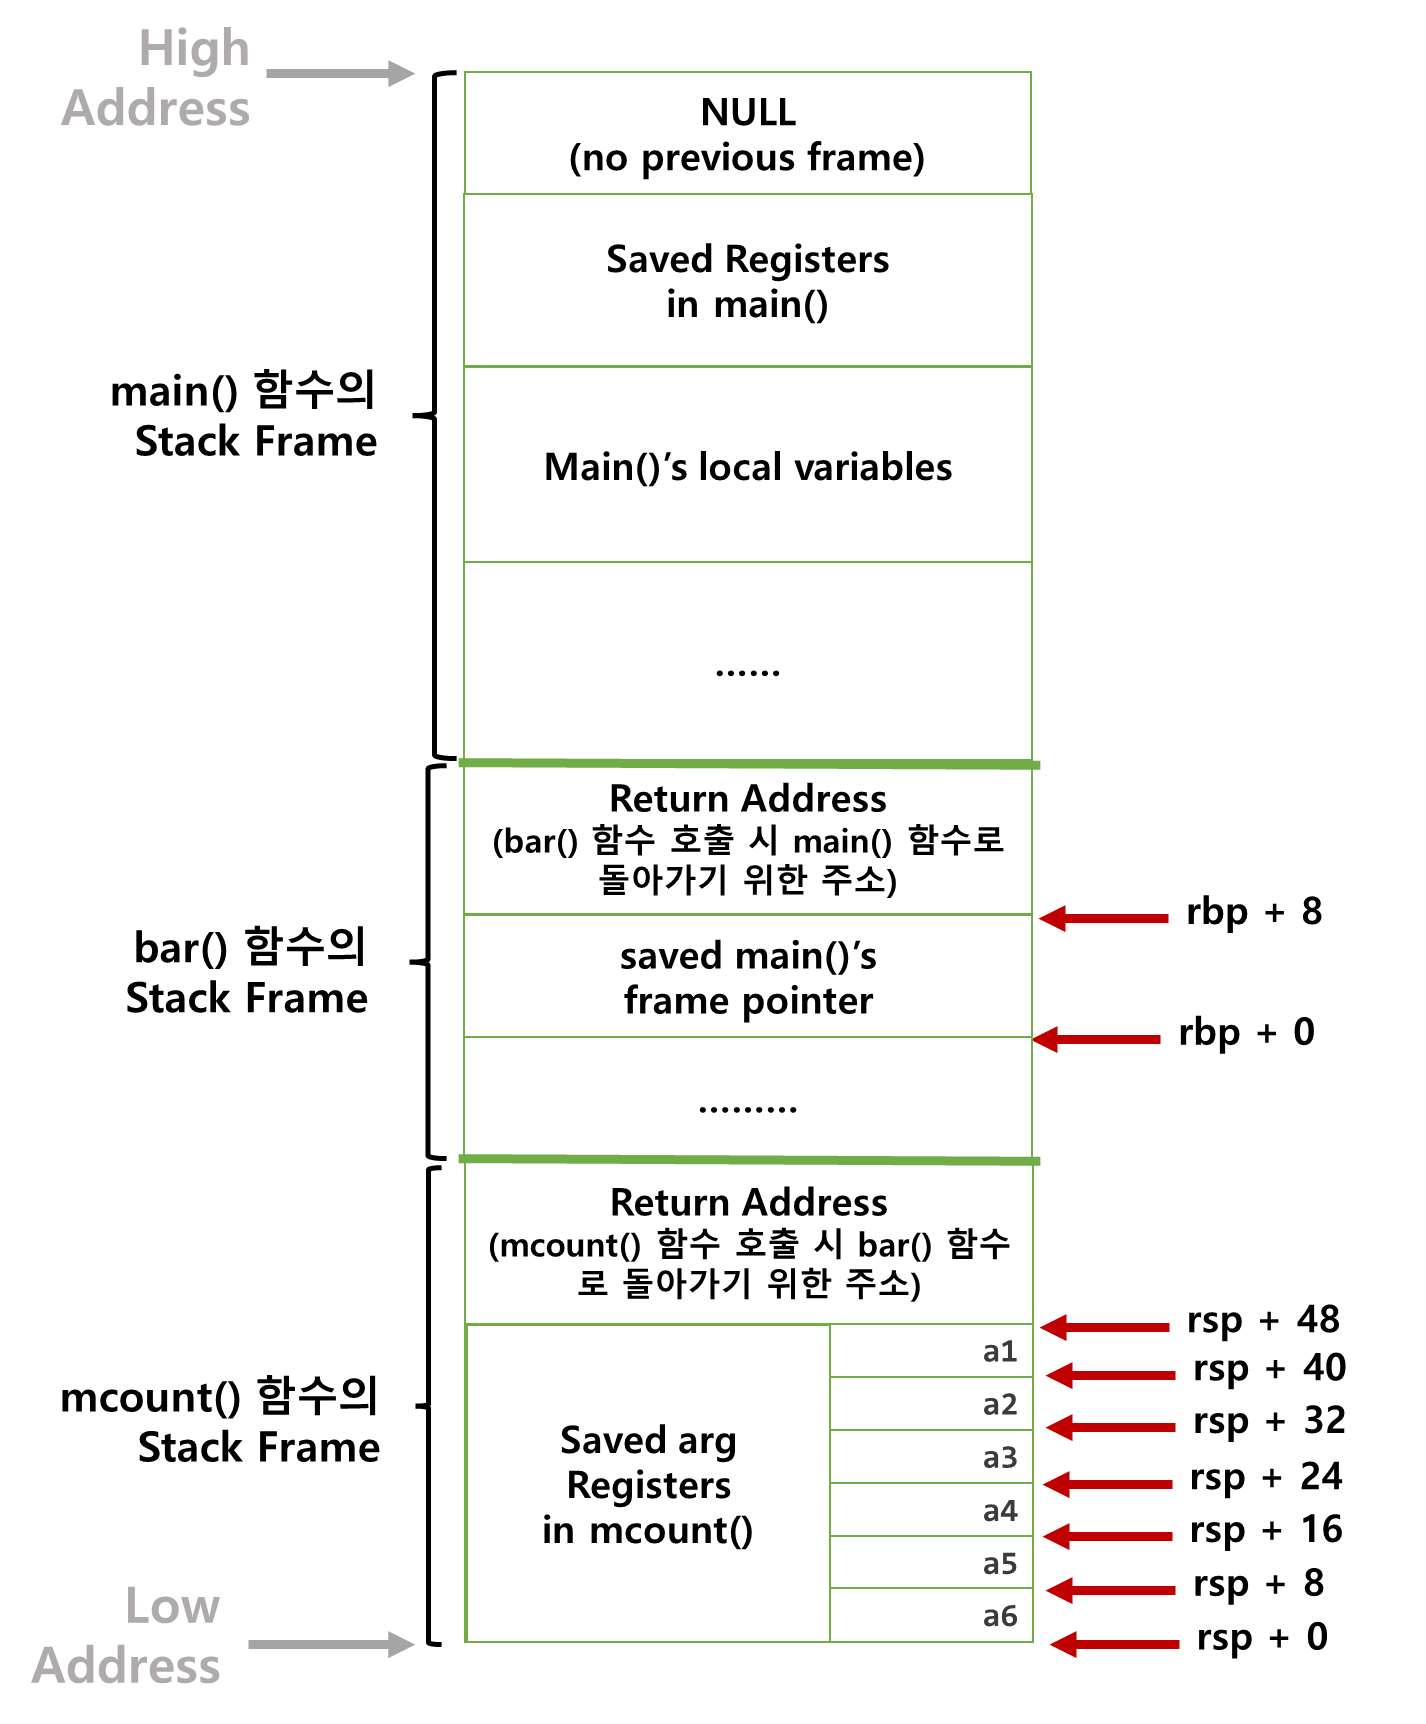 High
Address
NULL
(no previous frame)
Saved Registers
in main()
main() 함수의
Stack Frame
Main()’s local variables
......
Return Address
(bar() 함수 호출 시 main() 함수로
돌아가기 위한 주소)
rbp + 8
bar() 함수의
Stack Frame
saved main()’s
frame pointer
rbp + 0
.........
Return Address
(mcount() 함수 호출 시 bar() 함수
로 돌아가기 위한 주소)
rsp + 48
a1
rsp + 40
mcount() 함수의
Stack Frame
Saved arg
Registers
in mcount()
a2
rsp + 32
a3
rsp + 24
a4
rsp + 16
a5
rsp + 8
a6
rsp + 0
Low
Address